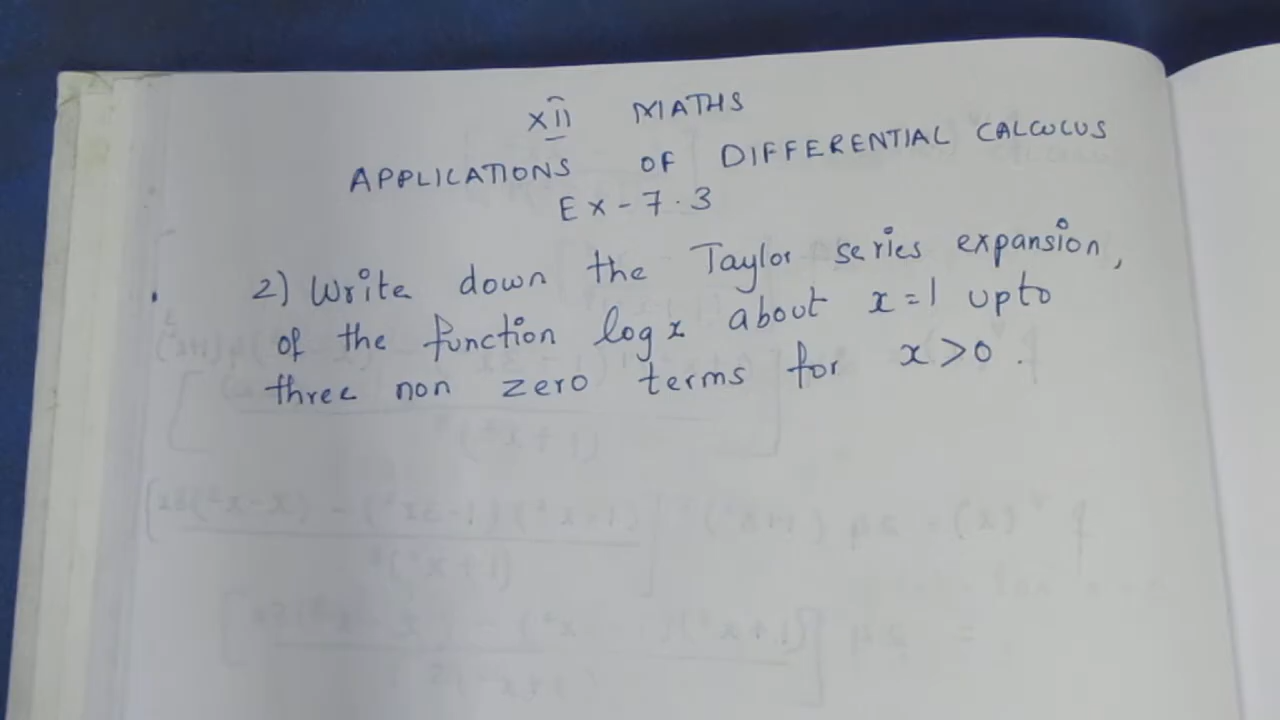 XII MATHS
APPLICATIONS OF DIFFERENTIAL CALCULUS
Ex - 7.3
2) Write down the Taylor series expansion,
of the function log x about x = 1 upto
three non zero terms for x > 0.